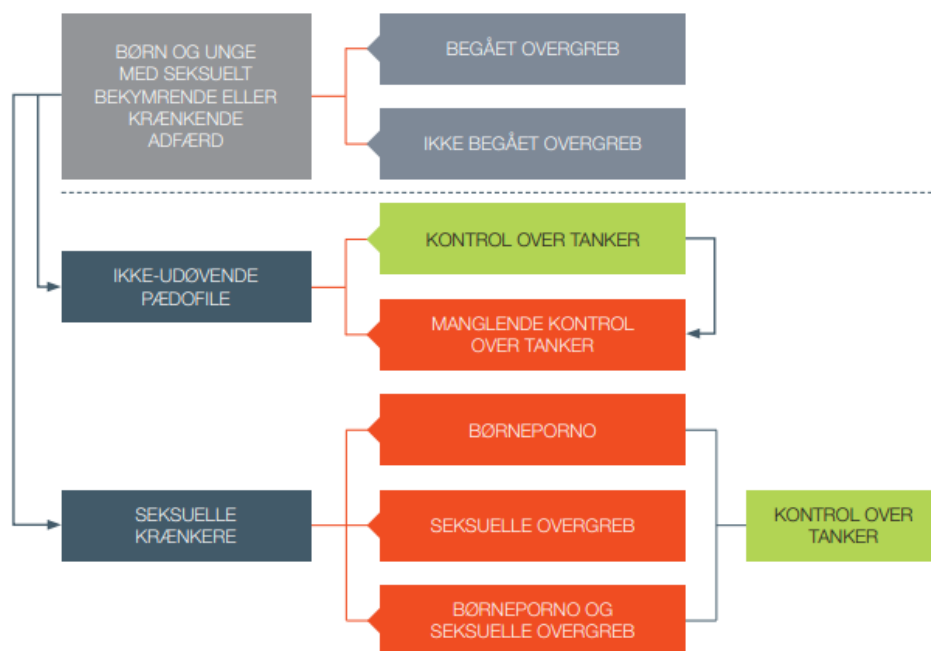 BØRN OG UNGE
MED SEKSUELT
BEKYMRENDE ELLER
KRÆNKENDE
ADFÆRD
BEGÅET OVERGREB
IKKE BEGÅET OVERGREB
IKKE-UDØVENDE
PÆDOFILE
KONTROL OVER TANKER
MANGLENDE KONTROL
OVER TANKER
SEKSUELLE
KRÆNKERE
BØRNEPORNO
SEKSUELLE OVERGREB
BØRNEPORNO OG
SEKSUELLE OVERGREB
KONTROL OVER
TANKER